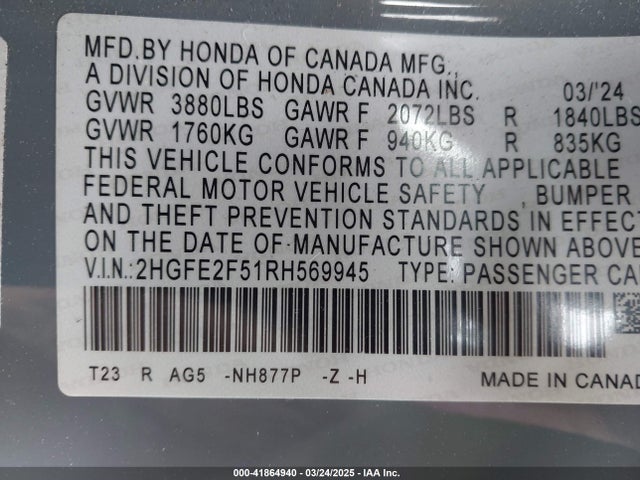 MFD.BY HONDA OF CANADA MFG.,
A DIVISION OF HONDA CANADA INC. 03/'24
GVWR 3880LBS GAWR F 2072LBS R 1840LBS
GVWR 1760KG GAWR F 940KG R 835KG
THIS VEHICLE CONFORMS TO ALL APPLICABLE
FEDERAL MOTOR VEHICLE SAFETY , BUMPER
AND THEFT PREVENTION STANDARDS IN EFFEC
ON THE DATE OF MANUFACTURE SHOWN ABOVE
V.I.N.:2HGFE2F51RH569945 TYPE: PASSENGER CA
T23 R AG5 -NH877P -Z -H MADE IN CANAD
000-41864940 - 03/24/2025 - IAA Inc.